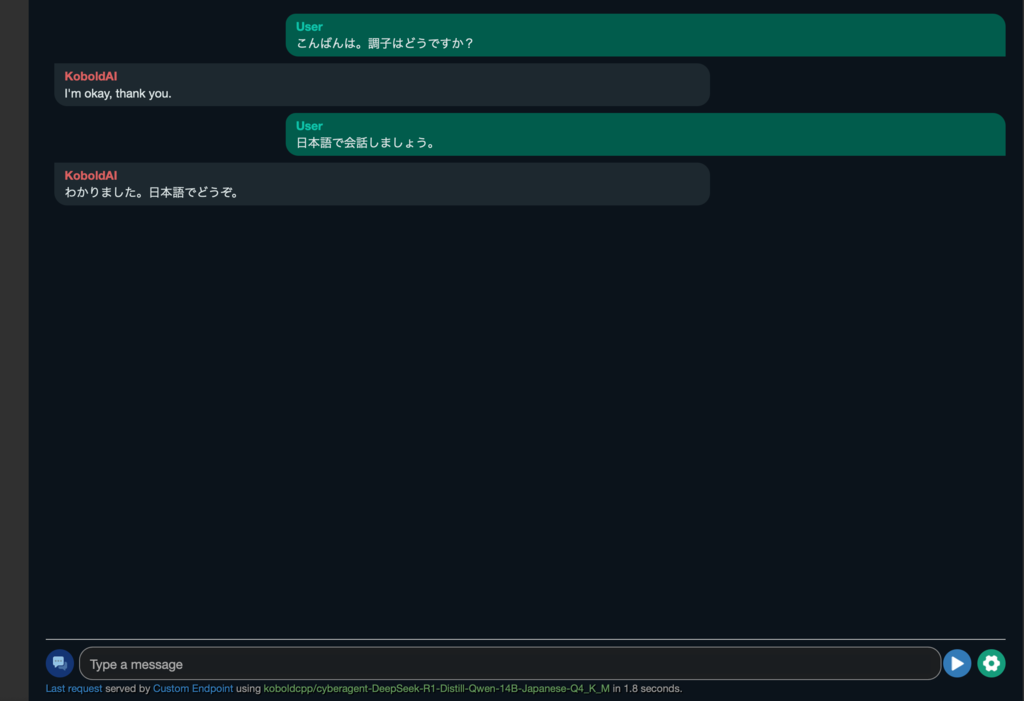 User
こんばんは。調子はどうですか？
KoboldAI
I'm okay, thank you.
User
日本語で会話しましょう。
KoboldAI
わかりました。日本語でどうぞ。
Type a message
Last request served by Custom Endpoint using koboldcpp/cyberagent-DeepSeek-R1-Distill-Qwen-14B-Japanese-Q4_K_M in 1.8 seconds.